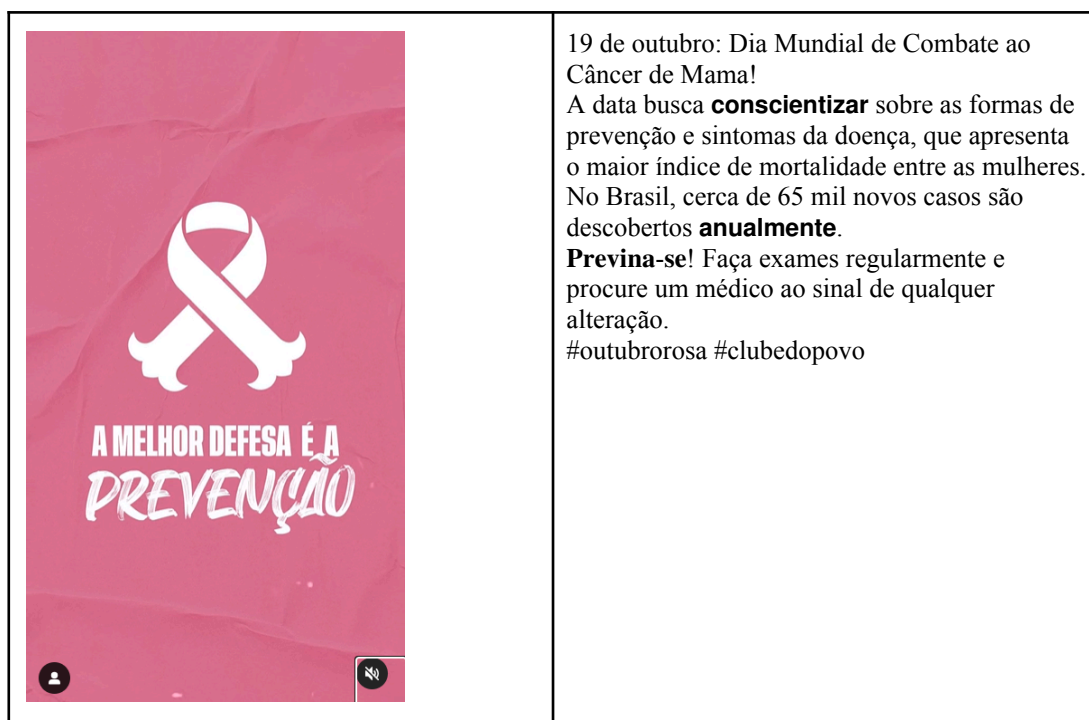 A MELHOR DEFESA É A
PREVENÇÃO
19 de outubro: Dia Mundial de Combate ao
Câncer de Mama!
A data busca conscientizar sobre as formas de
prevenção e sintomas da doença, que apresenta
o maior índice de mortalidade entre as mulheres.
No Brasil, cerca de 65 mil novos casos são
descobertos anualmente.
Previna-se! Faça exames regularmente e
procure um médico ao sinal de qualquer
alteração.
#outubrorosa #clubedopovo